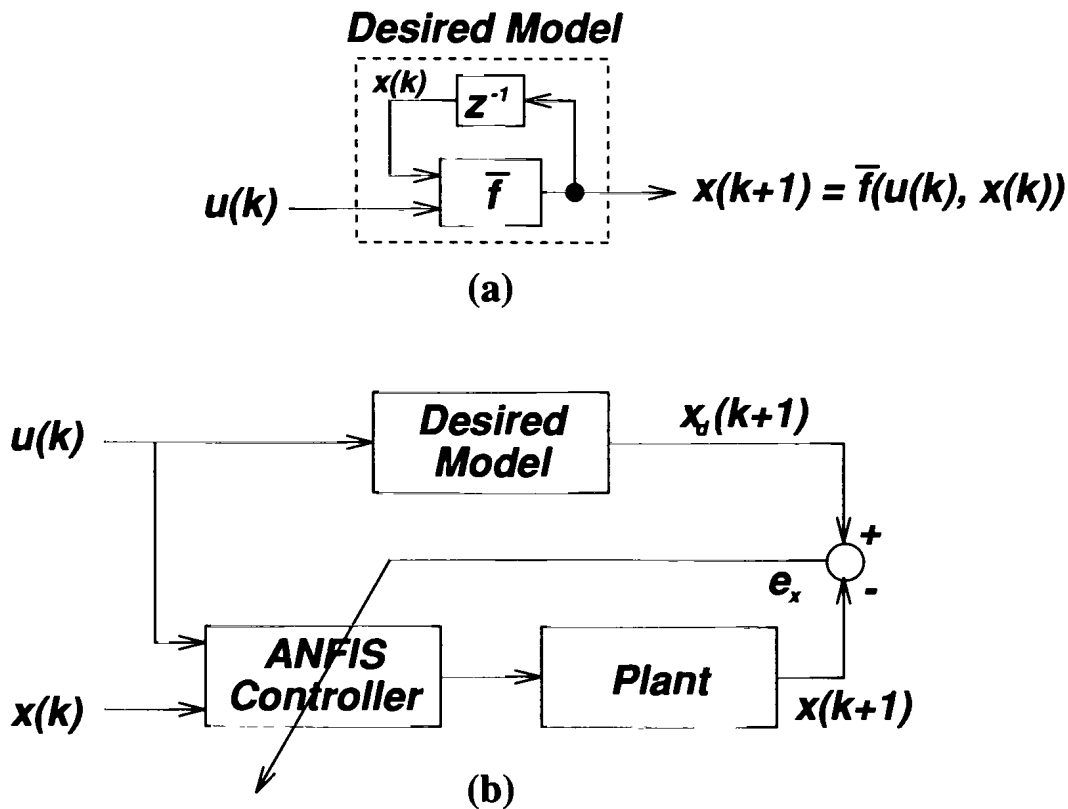 Desired Model
x(k)
z⁻¹
f̅
u(k)
x(k+1) = f̅(u(k), x(k))
(a)
u(k)
Desired
Model
x_d(k+1)
+
e_x
-
ANFIS
Controller
Plant
x(k)
x(k+1)
(b)